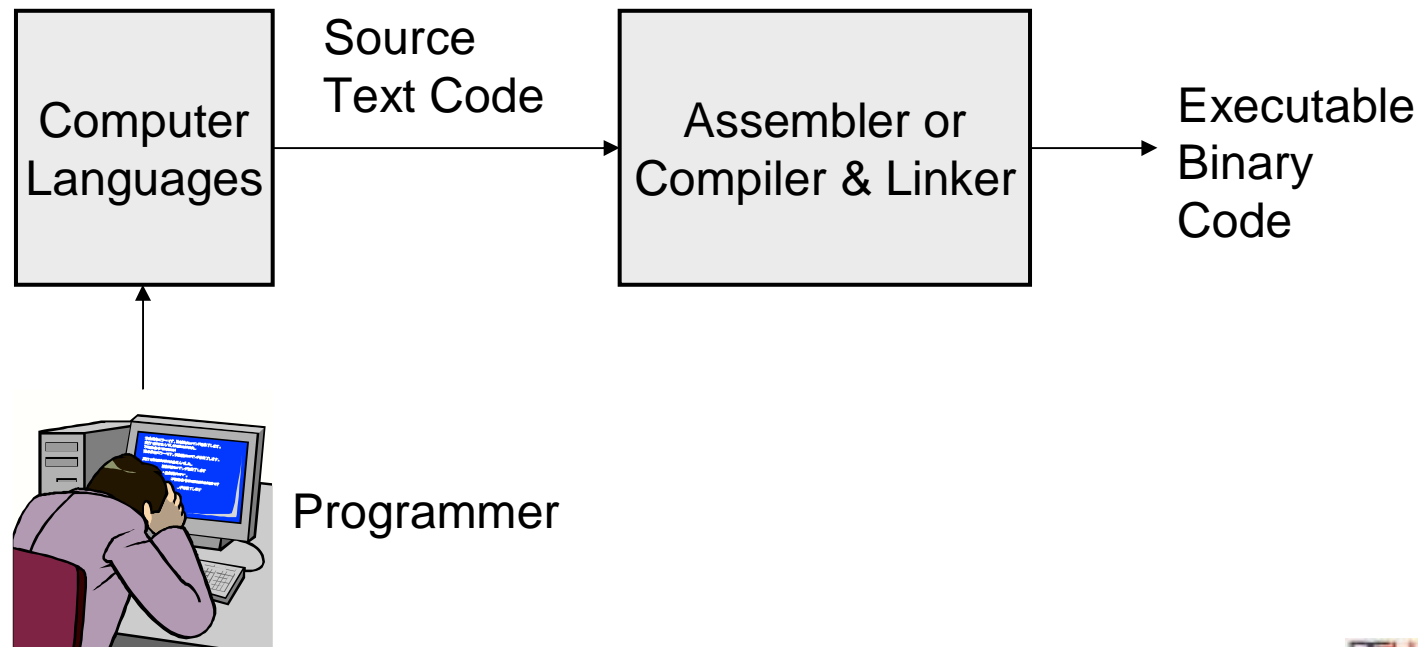 Source
Text Code
Computer
Languages
Assembler or
Compiler & Linker
Executable
Binary
Code
Programmer